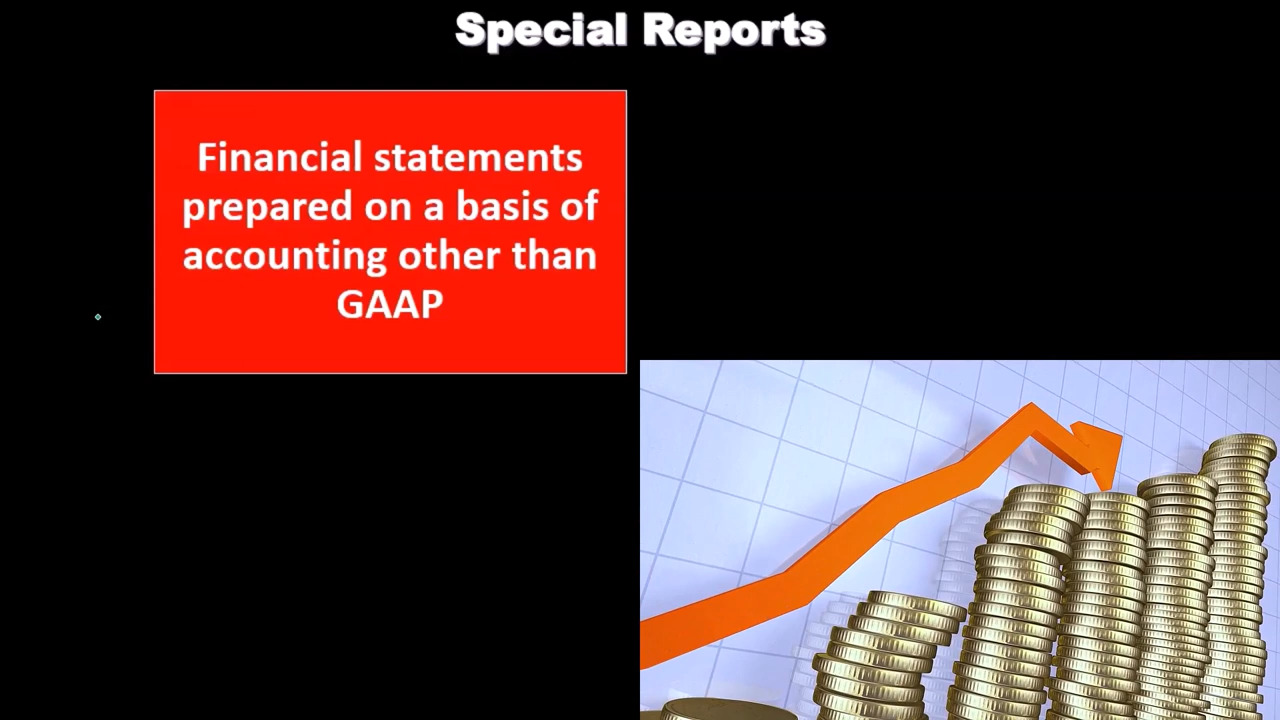 Special Reports
Financial statements
prepared on a basis of
accounting other than
GAAP